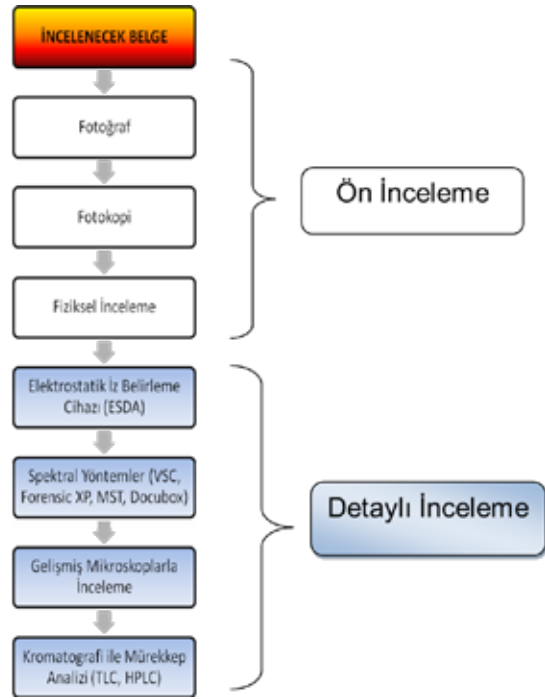 İNCELENECEK BELGE
Fotoğraf
Fotokopi
Fiziksel İnceleme
Ön İnceleme
Elektrostatik İz Belirleme
Cihazı (ESDA)
Spektral Yöntemler (VSC,
Forensic XP, MST, Docubox)
Gelişmiş Mikroskoplarla
İnceleme
Kromatografi ile Mürekkep
Analizi (TLC, HPLC)
Detaylı İnceleme